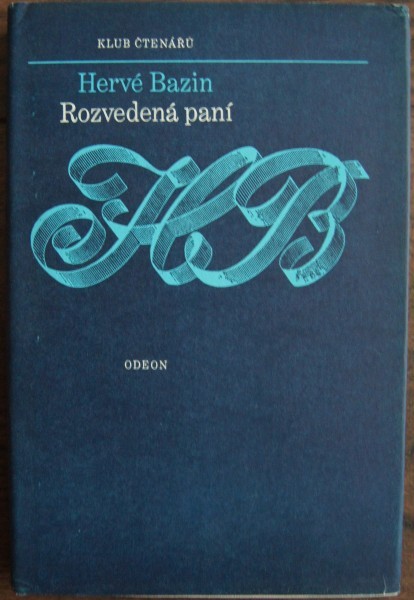 KLUB ČTENÁŘŮ
Hervé Bazin
Rozvedená paní
HB
ODEON